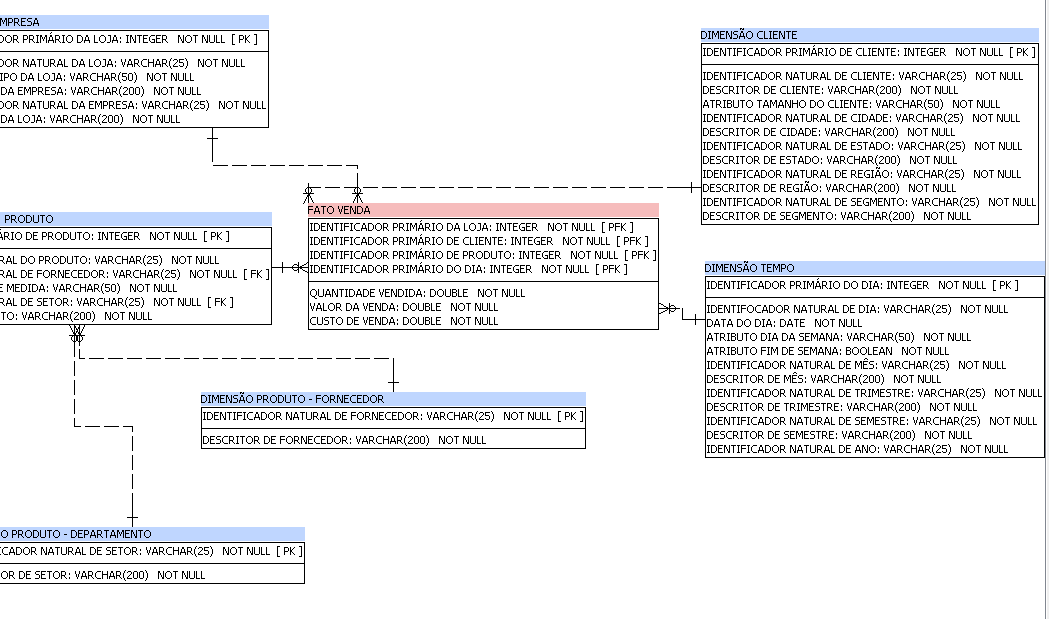 MPRESA
DOR PRIMÁRIO DA LOJA: INTEGER NOT NULL [ PK ]
DOR NATURAL DA LOJA: VARCHAR(25) NOT NULL
IPO DA LOJA: VARCHAR(50) NOT NULL
DA EMPRESA: VARCHAR(200) NOT NULL
DOR NATURAL DA EMPRESA: VARCHAR(25) NOT NULL
DA LOJA: VARCHAR(200) NOT NULL
DIMENSÃO CLIENTE
IDENTIFICADOR PRIMÁRIO DE CLIENTE: INTEGER NOT NULL [ PK ]
IDENTIFICADOR NATURAL DE CLIENTE: VARCHAR(25) NOT NULL
DESCRITOR DE CLIENTE: VARCHAR(200) NOT NULL
ATRIBUTO TAMANHO DO CLIENTE: VARCHAR(50) NOT NULL
IDENTIFICADOR NATURAL DE CIDADE: VARCHAR(25) NOT NULL
DESCRITOR DE CIDADE: VARCHAR(200) NOT NULL
IDENTIFICADOR NATURAL DE ESTADO: VARCHAR(25) NOT NULL
DESCRITOR DE ESTADO: VARCHAR(200) NOT NULL
IDENTIFICADOR NATURAL DE REGIÃO: VARCHAR(25) NOT NULL
DESCRITOR DE REGIÃO: VARCHAR(200) NOT NULL
IDENTIFICADOR NATURAL DE SEGMENTO: VARCHAR(25) NOT NULL
DESCRITOR DE SEGMENTO: VARCHAR(200) NOT NULL
PRODUTO
ÁRIO DE PRODUTO: INTEGER NOT NULL [ PK ]
RAL DO PRODUTO: VARCHAR(25) NOT NULL
RAL DE FORNECEDOR: VARCHAR(25) NOT NULL [ FK ]
E MEDIDA: VARCHAR(50) NOT NULL
RAL DE SETOR: VARCHAR(25) NOT NULL [ FK ]
TO: VARCHAR(200) NOT NULL
FATO VENDA
IDENTIFICADOR PRIMÁRIO DA LOJA: INTEGER NOT NULL [ PFK ]
IDENTIFICADOR PRIMÁRIO DE CLIENTE: INTEGER NOT NULL [ PFK ]
IDENTIFICADOR PRIMÁRIO DE PRODUTO: INTEGER NOT NULL [ PFK ]
IDENTIFICADOR PRIMÁRIO DO DIA: INTEGER NOT NULL [ PFK ]
QUANTIDADE VENDIDA: DOUBLE NOT NULL
VALOR DA VENDA: DOUBLE NOT NULL
CUSTO DE VENDA: DOUBLE NOT NULL
DIMENSÃO TEMPO
IDENTIFICADOR PRIMÁRIO DO DIA: INTEGER NOT NULL [ PK ]
IDENTIFOCADOR NATURAL DE DIA: VARCHAR(25) NOT NULL
DATA DO DIA: DATE NOT NULL
ATRIBUTO DIA DA SEMANA: VARCHAR(50) NOT NULL
ATRIBUTO FIM DE SEMANA: BOOLEAN NOT NULL
IDENTIFICADOR NATURAL DE MÊS: VARCHAR(25) NOT NULL
DESCRITOR DE MÊS: VARCHAR(200) NOT NULL
IDENTIFICADOR NATURAL DE TRIMESTRE: VARCHAR(25) NOT NULL
DESCRITOR DE TRIMESTRE: VARCHAR(200) NOT NULL
IDENTIFICADOR NATURAL DE SEMESTRE: VARCHAR(25) NOT NULL
DESCRITOR DE SEMESTRE: VARCHAR(200) NOT NULL
IDENTIFICADOR NATURAL DE ANO: VARCHAR(25) NOT NULL
DIMENSÃO PRODUTO - FORNECEDOR
IDENTIFICADOR NATURAL DE FORNECEDOR: VARCHAR(25) NOT NULL [ PK ]
DESCRITOR DE FORNECEDOR: VARCHAR(200) NOT NULL
O PRODUTO - DEPARTAMENTO
ICADOR NATURAL DE SETOR: VARCHAR(25) NOT NULL [ PK ]
OR DE SETOR: VARCHAR(200) NOT NULL